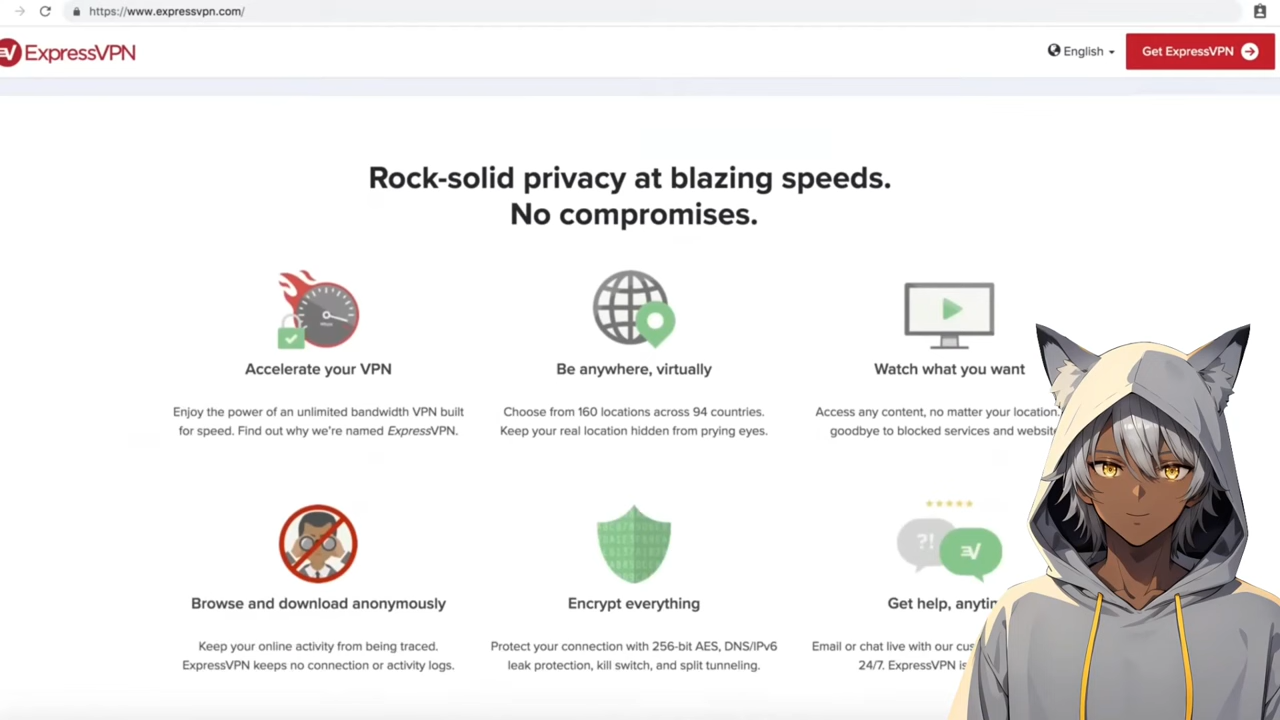 https://www.expressvpn.com/
ExpressVPN
English
Get ExpressVPN
Rock-solid privacy at blazing speeds.
No compromises.
Accelerate your VPN
Enjoy the power of an unlimited bandwidth VPN built
for speed. Find out why we're named ExpressVPN.
Be anywhere, virtually
Choose from 160 locations across 94 countries.
Keep your real location hidden from prying eyes.
Watch what you want
Access any content, no matter your location.
goodbye to blocked services and
Browse and download anonymously
Keep your online activity from being traced.
ExpressVPN keeps no connection or activity logs.
Encrypt everything
Protect your connection with 256-bit AES, DNS/IPv6
leak protection, kill switch, and split tunneling.
?!
Get help,
Email or chat live with our
24/7. ExpressVPN is